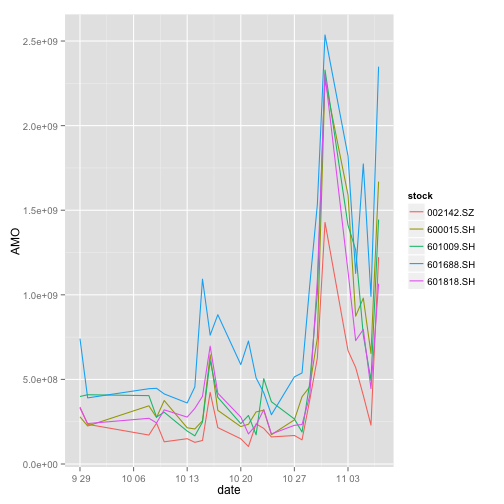 2.5e+09
2.0e+09
1.5e+09
1.0e+09
5.0e+08
0.0e+00
AMO
9 29
10 06
10 13
10 20
10 27
11 03
date
stock
002142.SZ
600015.SH
601009.SH
601688.SH
601818.SH